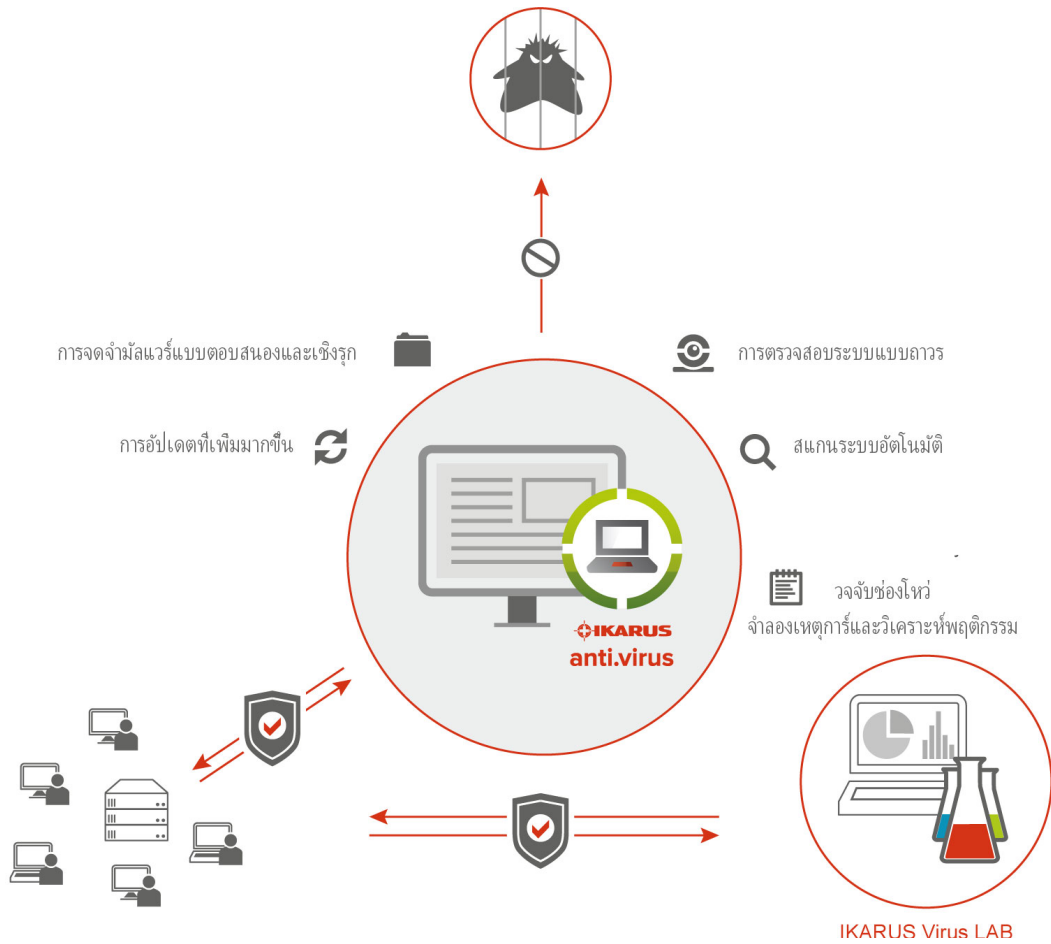 การจดจำมัลแวร์แบบตอบสนองและเชิงรุก
การตรวจสอบระบบแบบถาวร
การอัปเดตที่เพิ่มมากขึ้น
สแกนระบบอัตโนมัติ
IKARUS
anti.virus
วจจับช่องโหว่
จำลองเหตุการ์และวิเคราะห์พฤติกรรม
IKARUS Virus LAB